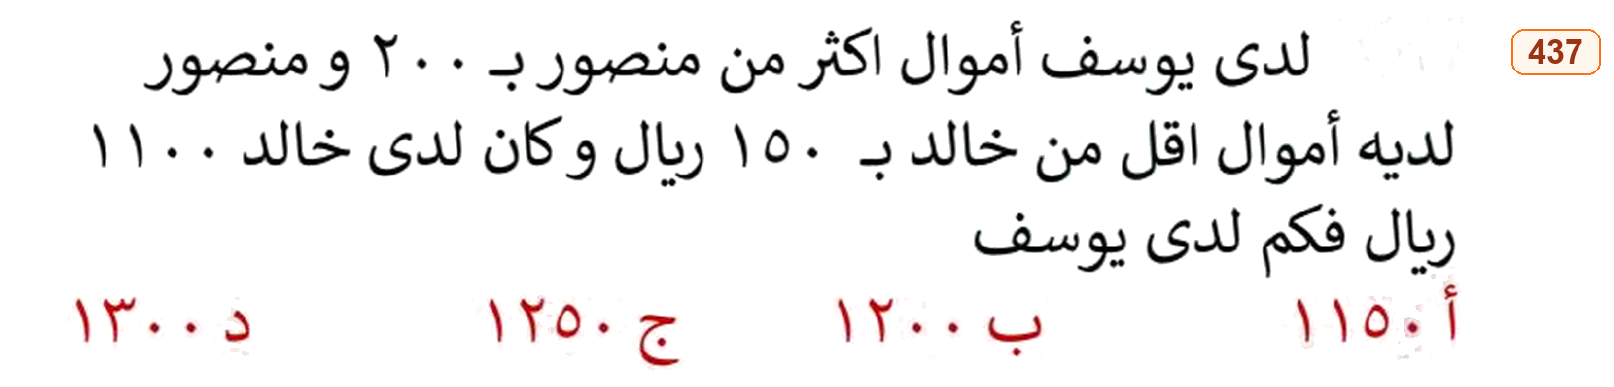 437
لدى يوسف أموال اكثر من منصور بـ ٢٠٠ و منصور
لديه أموال اقل من خالد بـ ١٥٠ ريال و كان لدى خالد ١١٠٠
ريال فكم لدى يوسف
أ ١١٥٠ ب ١٢٠٠ ج ١٢٥٠ د ١٣٠٠